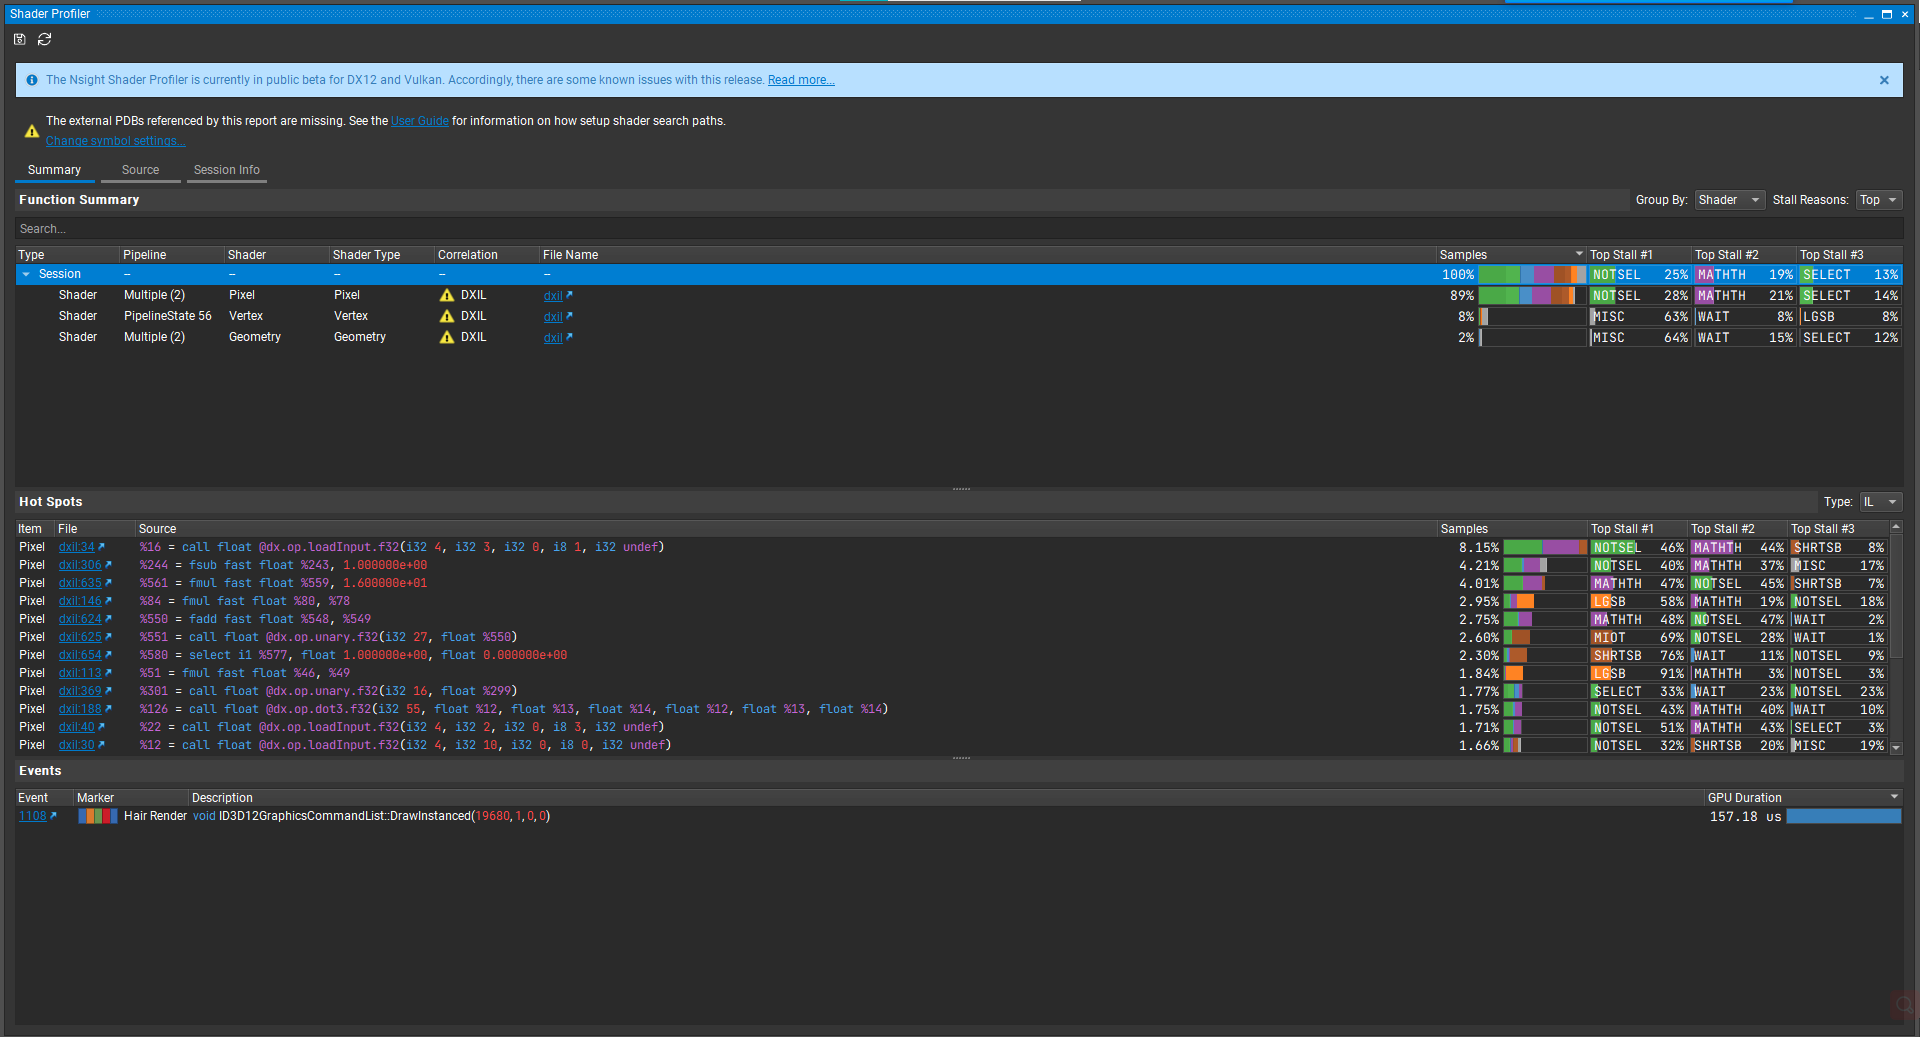 Shader Profiler
The Nsight Shader Profiler is currently in public beta for DX12 and Vulkan. Accordingly, there are some known issues with this release. Read more...
The external PDBs referenced by this report are missing. See the User Guide for information on how setup shader search paths.
Change symbol settings...
Summary Source Session Info
Function Summary Group By: Shader Stall Reasons: Top
Search...
Type Pipeline Shader Shader Type Correlation File Name Samples Top Stall #1 Top Stall #2 Top Stall #3
Session -- -- -- -- -- 100% NOTSEL 25% MATHTH 19% SELECT 13%
Shader Multiple (2) Pixel Pixel DXIL dxil 89% NOTSEL 28% MATHTH 21% SELECT 14%
Shader PipelineState 56 Vertex Vertex DXIL dxil 8% MISC 63% WAIT 8% LGSB 8%
Shader Multiple (2) Geometry Geometry DXIL dxil 2% MISC 64% WAIT 15% SELECT 12%
Hot Spots Type: IL
Item File Source Samples Top Stall #1 Top Stall #2 Top Stall #3
Pixel dxil:34 %16 = call float @dx.op.loadInput.f32(i32 4, i32 3, i32 0, i8 1, i32 undef) 8.15% NOTSEL 46% MATHTH 44% SHRTSB 8%
Pixel dxil:306 %244 = fsub fast float %243, 1.000000e+00 4.21% NOTSEL 40% MATHTH 37% MISC 17%
Pixel dxil:635 %561 = fmul fast float %559, 1.600000e+01 4.01% MATHTH 47% NOTSEL 45% SHRTSB 7%
Pixel dxil:146 %84 = fmul fast float %80, %78 2.95% LGSB 58% MATHTH 19% NOTSEL 18%
Pixel dxil:624 %550 = fadd fast float %548, %549 2.75% MATHTH 48% NOTSEL 47% WAIT 2%
Pixel dxil:625 %551 = call float @dx.op.unary.f32(i32 27, float %550) 2.60% MIOT 69% NOTSEL 28% WAIT 1%
Pixel dxil:654 %580 = select i1 %577, float 1.000000e+00, float 0.000000e+00 2.30% SHRTSB 76% WAIT 11% NOTSEL 9%
Pixel dxil:113 %51 = fmul fast float %46, %49 1.84% LGSB 91% MATHTH 3% NOTSEL 3%
Pixel dxil:369 %301 = call float @dx.op.unary.f32(i32 16, float %299) 1.77% SELECT 33% WAIT 23% NOTSEL 23%
Pixel dxil:188 %126 = call float @dx.op.dot3.f32(i32 55, float %12, float %13, float %14, float %12, float %13, float %14) 1.75% NOTSEL 43% MATHTH 40% WAIT 10%
Pixel dxil:40 %22 = call float @dx.op.loadInput.f32(i32 4, i32 2, i32 0, i8 3, i32 undef) 1.71% NOTSEL 51% MATHTH 43% SELECT 3%
Pixel dxil:30 %12 = call float @dx.op.loadInput.f32(i32 4, i32 10, i32 0, i8 0, i32 undef) 1.66% NOTSEL 32% SHRTSB 20% MISC 19%
Events
Event Marker Description GPU Duration
1108 Hair Render void ID3D12GraphicsCommandList::DrawInstanced(19680,1,0,0) 157.18 us